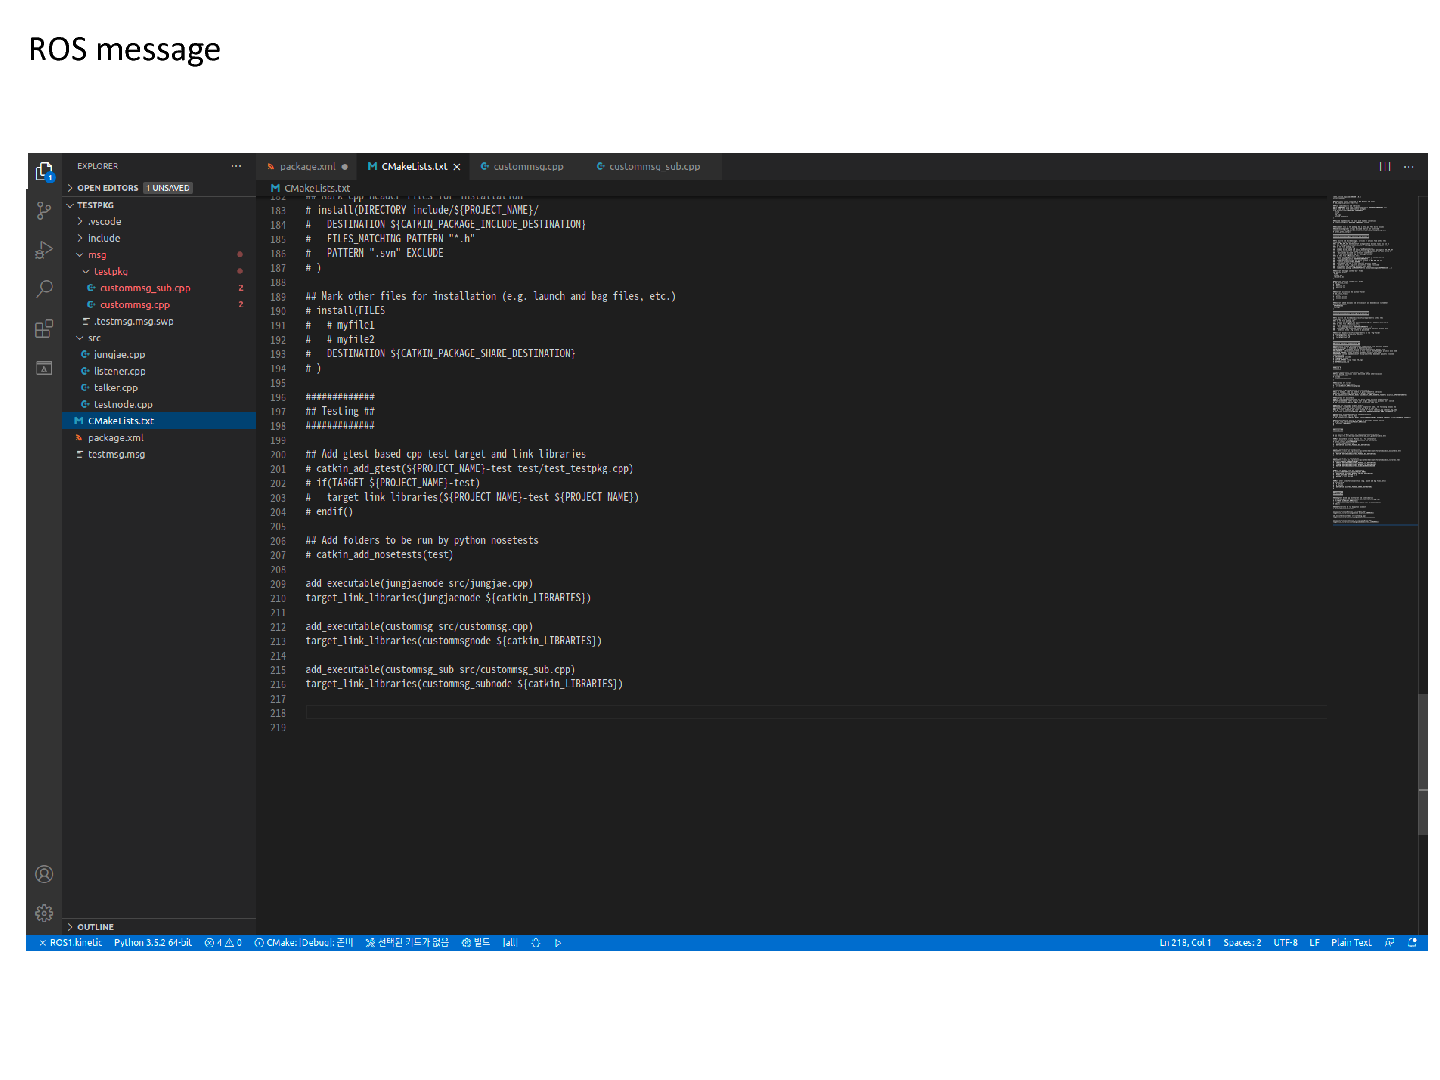 ROS message
EXPLORER
OPEN EDITORS 1 UNSAVED
TESTPKG
.vscode
include
msg
testpkg
custommsg_sub.cpp 2
custommsg.cpp 2
.testmsg.msg.swp
src
jungjae.cpp
listener.cpp
talker.cpp
testnode.cpp
CMakeLists.txt
package.xml
testmsg.msg
OUTLINE
package.xml CMakeLists.txt custommsg.cpp custommsg_sub.cpp
CMakeLists.txt
182 ## Mark cpp header files for installation
183 # install(DIRECTORY include/${PROJECT_NAME}/
184 #   DESTINATION ${CATKIN_PACKAGE_INCLUDE_DESTINATION}
185 #   FILES_MATCHING PATTERN "*.h"
186 #   PATTERN ".svn" EXCLUDE
187 # )
188
189 ## Mark other files for installation (e.g. launch and bag files, etc.)
190 # install(FILES
191 #   # myfile1
192 #   # myfile2
193 #   DESTINATION ${CATKIN_PACKAGE_SHARE_DESTINATION}
194 # )
195
196 #############
197 ## Testing ##
198 #############
199
200 ## Add gtest based cpp test target and link libraries
201 # catkin_add_gtest(${PROJECT_NAME}-test test/test_testpkg.cpp)
202 # if(TARGET ${PROJECT_NAME}-test)
203 #   target_link_libraries(${PROJECT_NAME}-test ${PROJECT_NAME})
204 # endif()
205
206 ## Add folders to be run by python nosetests
207 # catkin_add_nosetests(test)
208
209 add_executable(jungjaenode src/jungjae.cpp)
210 target_link_libraries(jungjaenode ${catkin_LIBRARIES})
211
212 add_executable(custommsg src/custommsg.cpp)
213 target_link_libraries(custommsgnode ${catkin_LIBRARIES})
214
215 add_executable(custommsg_sub src/custommsg_sub.cpp)
216 target_link_libraries(custommsg_subnode ${catkin_LIBRARIES})
217
218
219
ROS1.kinetic Python 3.5.2 64-bit 4 0 CMake: [Debug]: 준비 선택된 키트가 없음 빌드 [all] Ln 218, Col 1 Spaces: 2 UTF-8 LF Plain Text